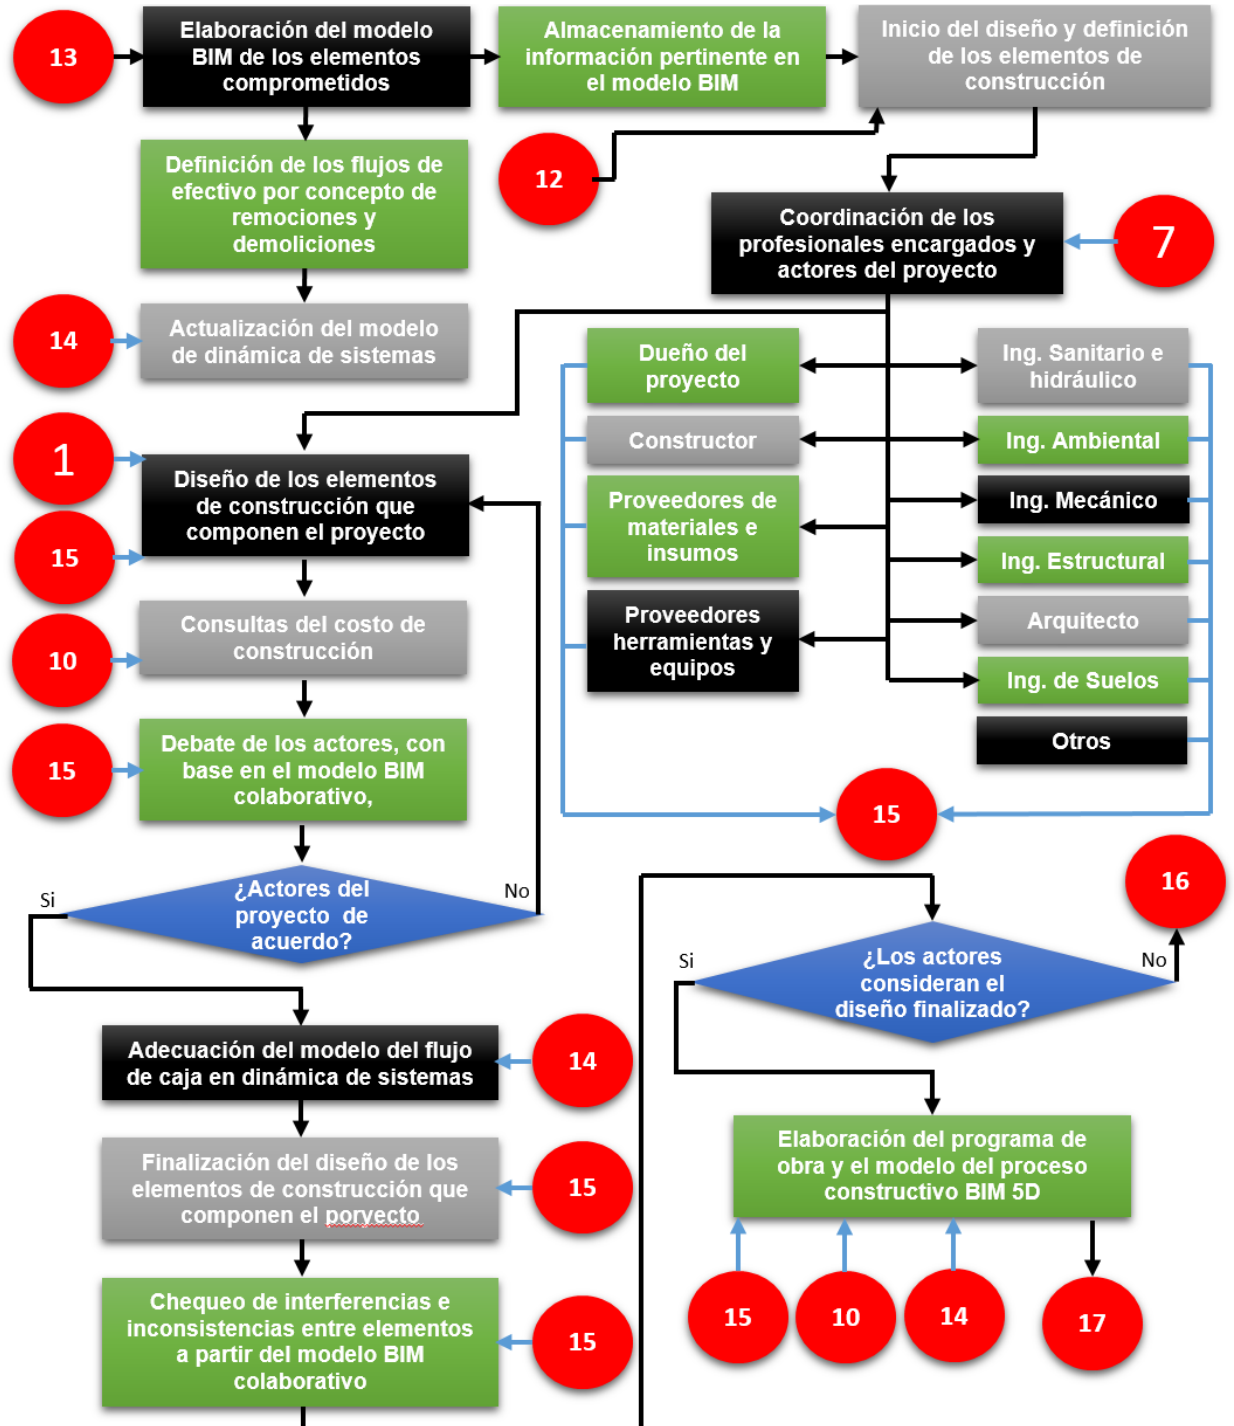 13
Elaboración del modelo
BIM de los elementos
comprometidos
Almacenamiento de la
información pertinente en
el modelo BIM
Inicio del diseño y definición
de los elementos de
construcción
Definición de los flujos de
efectivo por concepto de
remociones y
demoliciones
12
Coordinación de los
profesionales encargados y
actores del proyecto
7
14
Actualización del modelo
de dinámica de sistemas
Dueño del
proyecto
Constructor
Proveedores de
materiales e
insumos
Proveedores
herramientas y
equipos
Ing. Sanitario e
hidráulico
Ing. Ambiental
Ing. Mecánico
Ing. Estructural
Arquitecto
Ing. de Suelos
Otros
15
1
15
Diseño de los elementos
de construcción que
componen el proyecto
10
Consultas del costo de
construcción
15
Debate de los actores, con
base en el modelo BIM
colaborativo,
Si
¿Actores del
proyecto de
acuerdo?
No
Adecuación del modelo del flujo
de caja en dinámica de sistemas
14
Finalización del diseño de los
elementos de construcción que
componen el poryecto
15
Chequeo de interferencias e
inconsistencias entre elementos
a partir del modelo BIM
colaborativo
15
16
Si
¿Los actores
consideran el
diseño finalizado?
No
Elaboración del programa de
obra y el modelo del proceso
constructivo BIM 5D
15
10
14
17